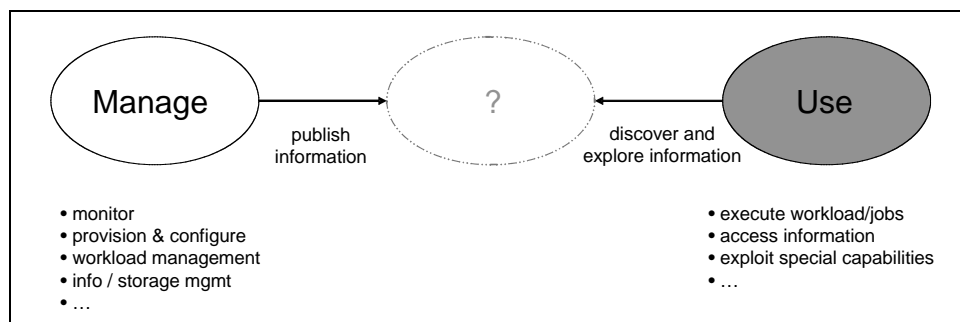 Manage
?
Use
publish
information
discover and
explore information
• monitor
• provision & configure
• workload management
• info / storage mgmt
• …
• execute workload/jobs
• access information
• exploit special capabilities
• …